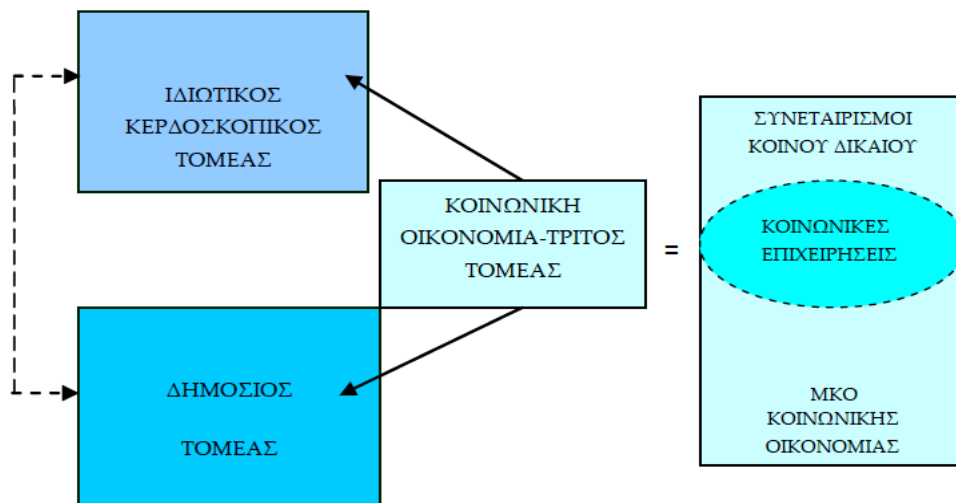 ΙΔΙΩΤΙΚΟΣ
ΚΕΡΔΟΣΚΟΠΙΚΟΣ
ΤΟΜΕΑΣ
ΚΟΙΝΩΝΙΚΗ
ΟΙΚΟΝΟΜΙΑ-ΤΡΙΤΟΣ
ΤΟΜΕΑΣ
ΔΗΜΟΣΙΟΣ
ΤΟΜΕΑΣ
=
ΣΥΝΕΤΑΙΡΙΣΜΟΙ
ΚΟΙΝΟΥ ΔΙΚΑΙΟΥ
ΚΟΙΝΩΝΙΚΕΣ
ΕΠΙΧΕΙΡΗΣΕΙΣ
ΜΚΟ
ΚΟΙΝΩΝΙΚΗΣ
ΟΙΚΟΝΟΜΙΑΣ